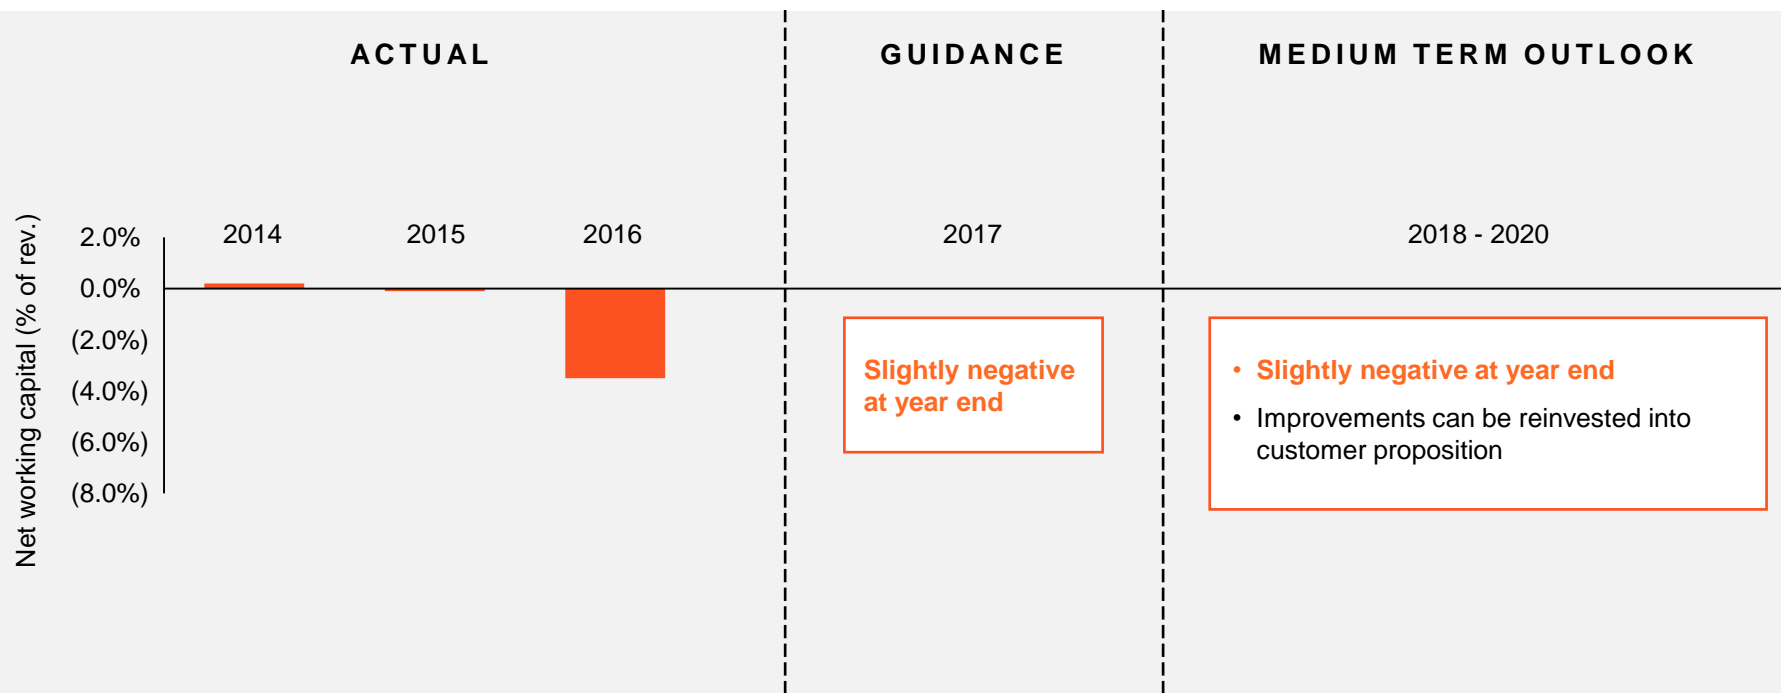 ACTUAL
GUIDANCE
MEDIUM TERM OUTLOOK
Net working capital (% of rev.)
2.0%
0.0%
(2.0%)
(4.0%)
(6.0%)
(8.0%)
2014
2015
2016
2017
2018 - 2020
Slightly negative
at year end
• Slightly negative at year end
• Improvements can be reinvested into
customer proposition